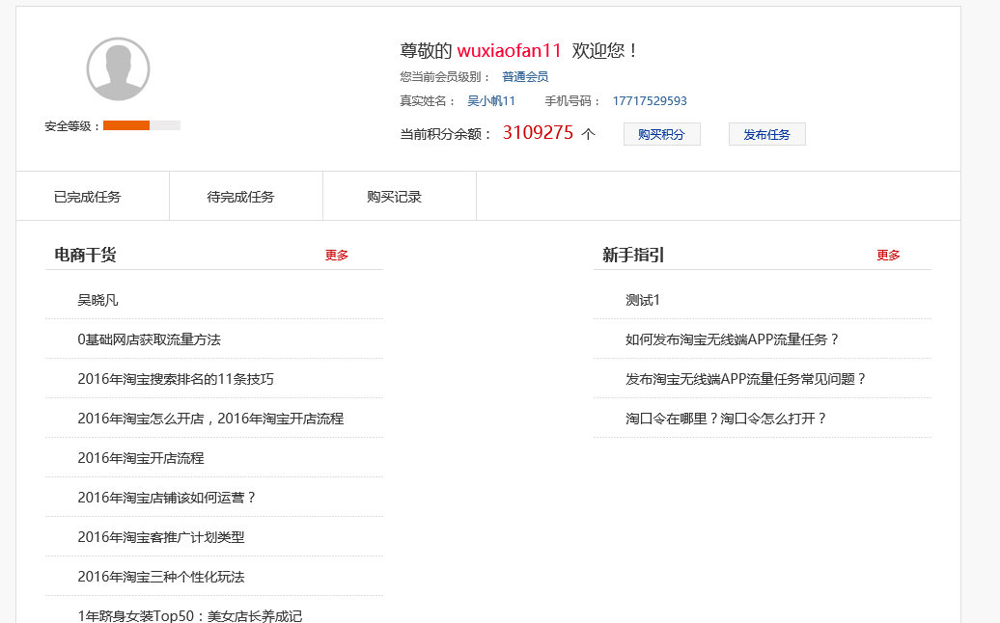 尊敬的 wuxiaofan11 欢迎您！
您当前会员级别： 普通会员
真实姓名： 吴小帆11 手机号码： 17717529593
安全等级：
当前积分余额： 3109275 个 购买积分 发布任务
已完成任务 待完成任务 购买记录
电商干货 更多
吴晓凡
0基础网店获取流量方法
2016年淘宝搜索排名的11条技巧
2016年淘宝怎么开店，2016年淘宝开店流程
2016年淘宝开店流程
2016年淘宝店铺该如何运营？
2016年淘宝客推广计划类型
2016年淘宝三种个性化玩法
1年跻身女装Top50：美女店长养成记
新手指引 更多
测试1
如何发布淘宝无线端APP流量任务？
发布淘宝无线端APP流量任务常见问题？
淘口令在哪里？淘口令怎么打开？